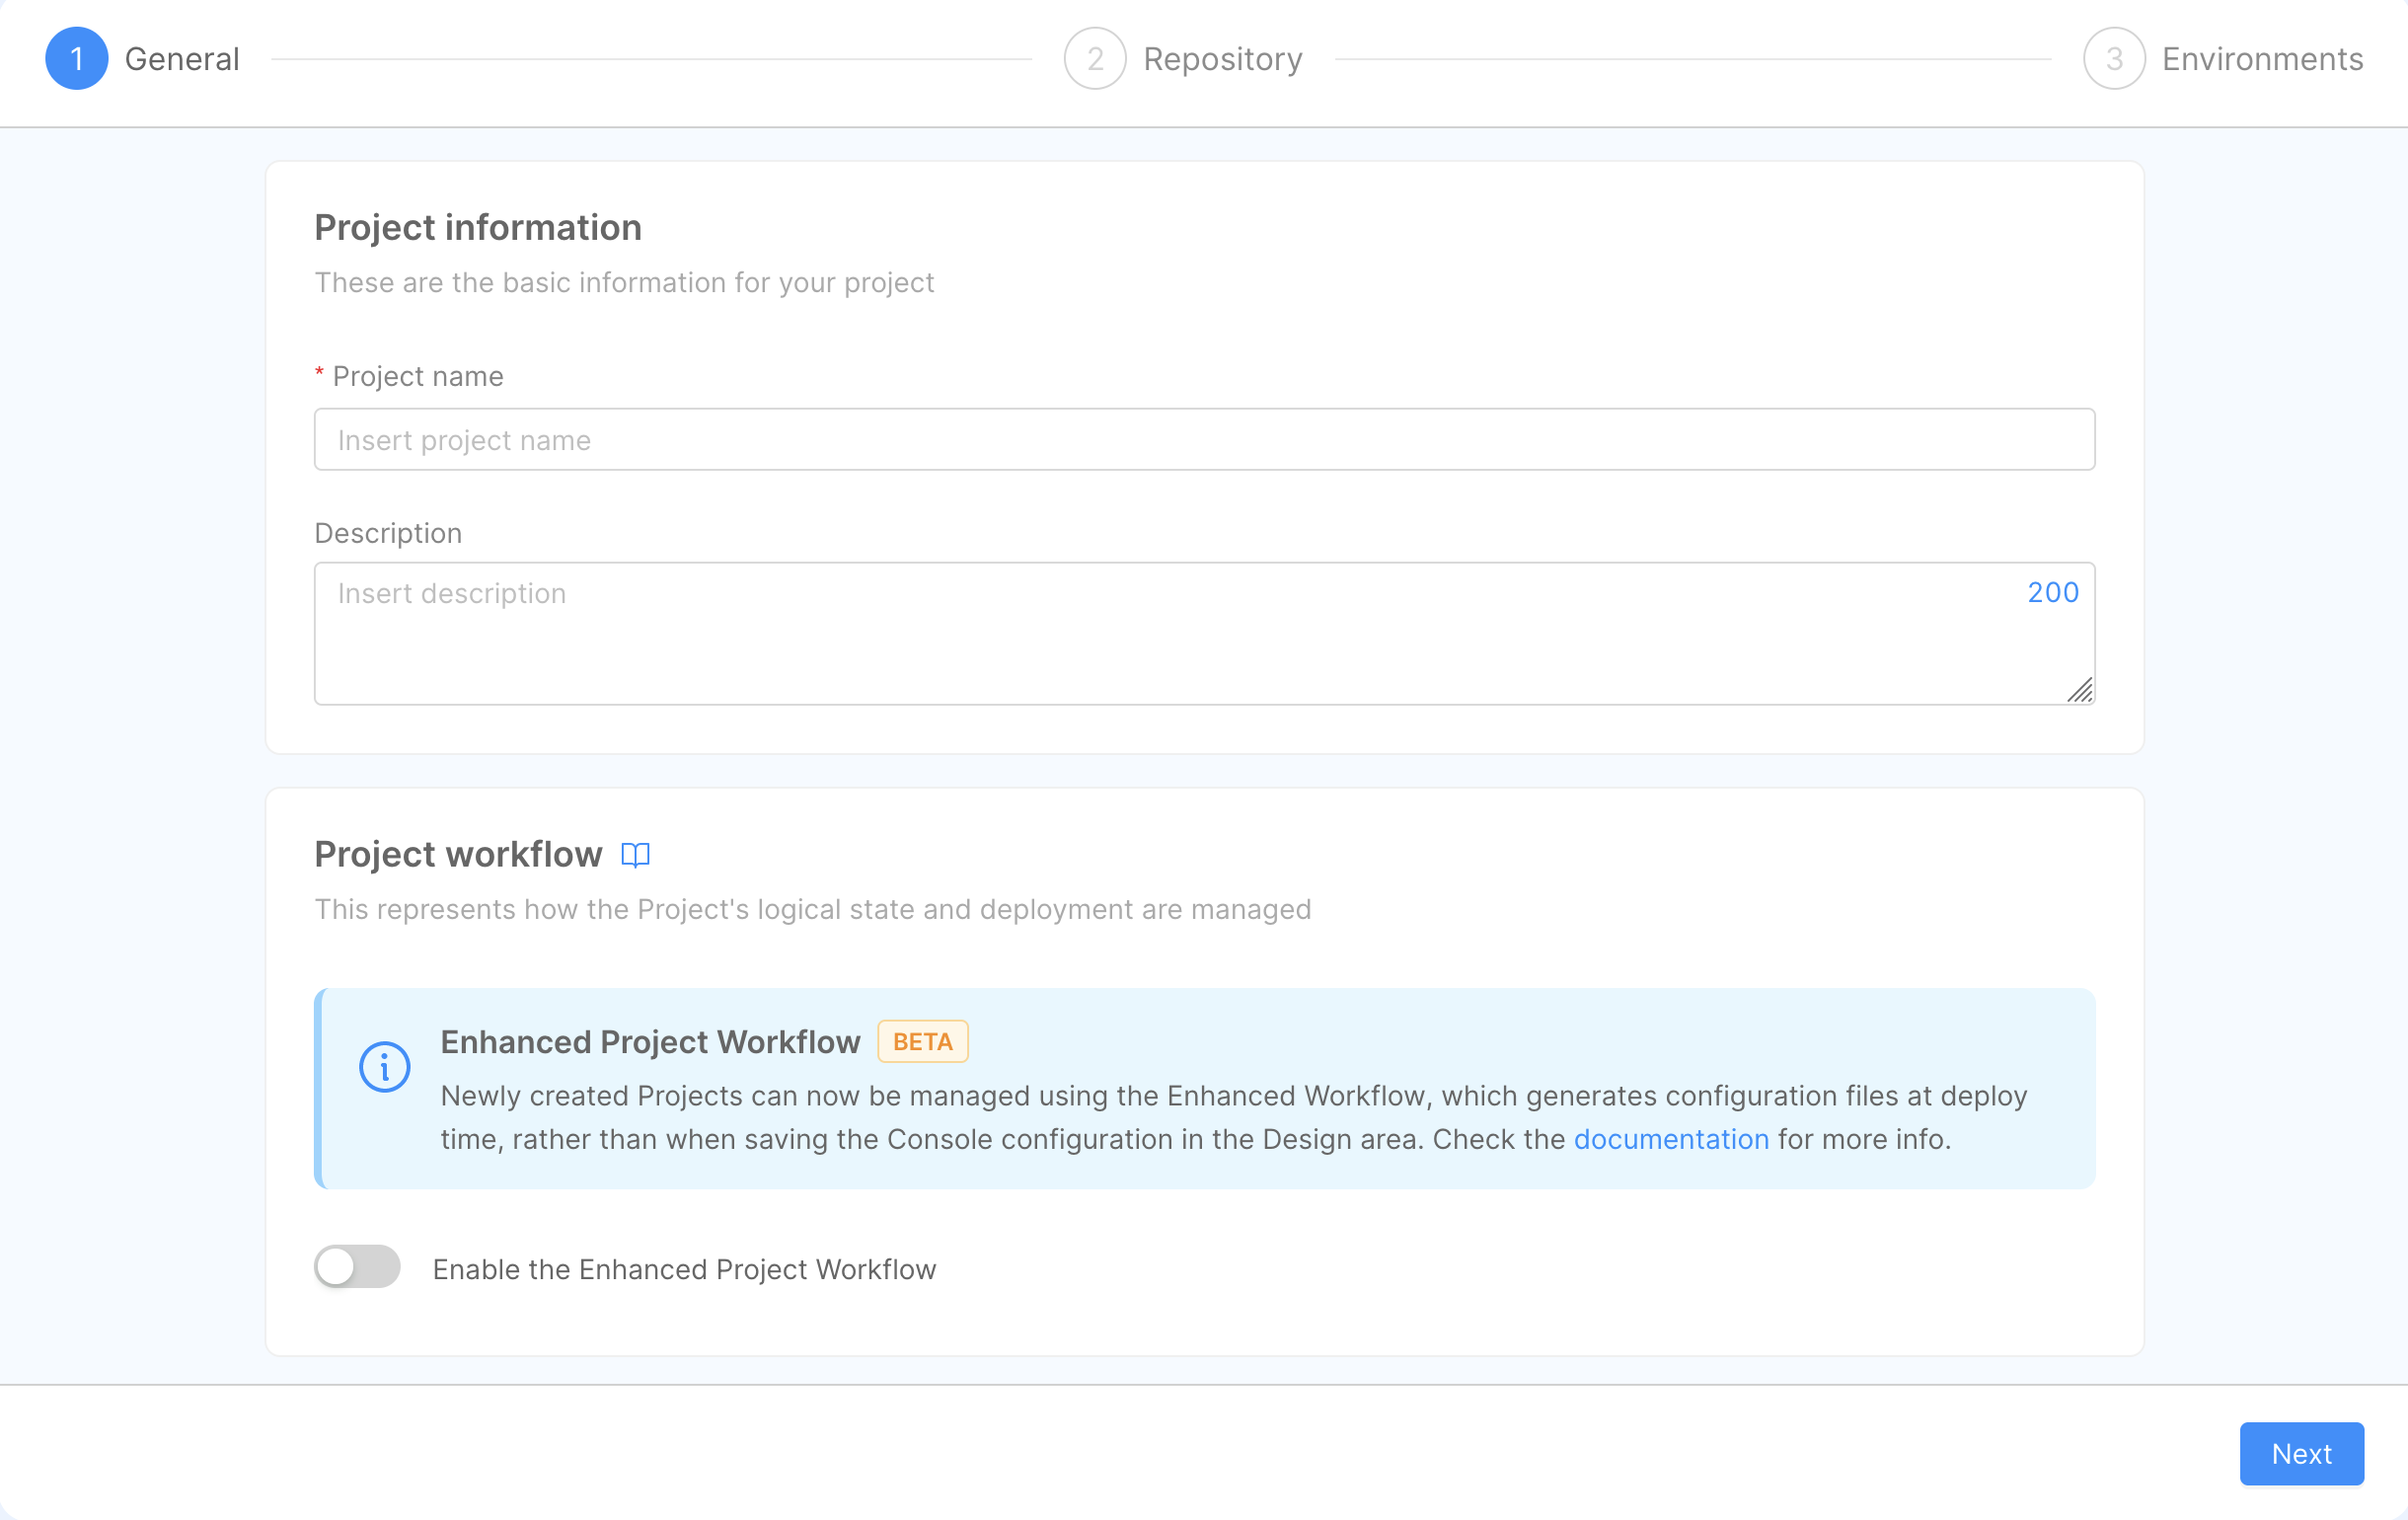 1 General
2 Repository
3 Environments
Project information
These are the basic information for your project
* Project name
Insert project name
Description
Insert description
200
Project workflow
This represents how the Project's logical state and deployment are managed
Enhanced Project Workflow BETA
Newly created Projects can now be managed using the Enhanced Workflow, which generates configuration files at deploy
time, rather than when saving the Console configuration in the Design area. Check the documentation for more info.
Enable the Enhanced Project Workflow
Next